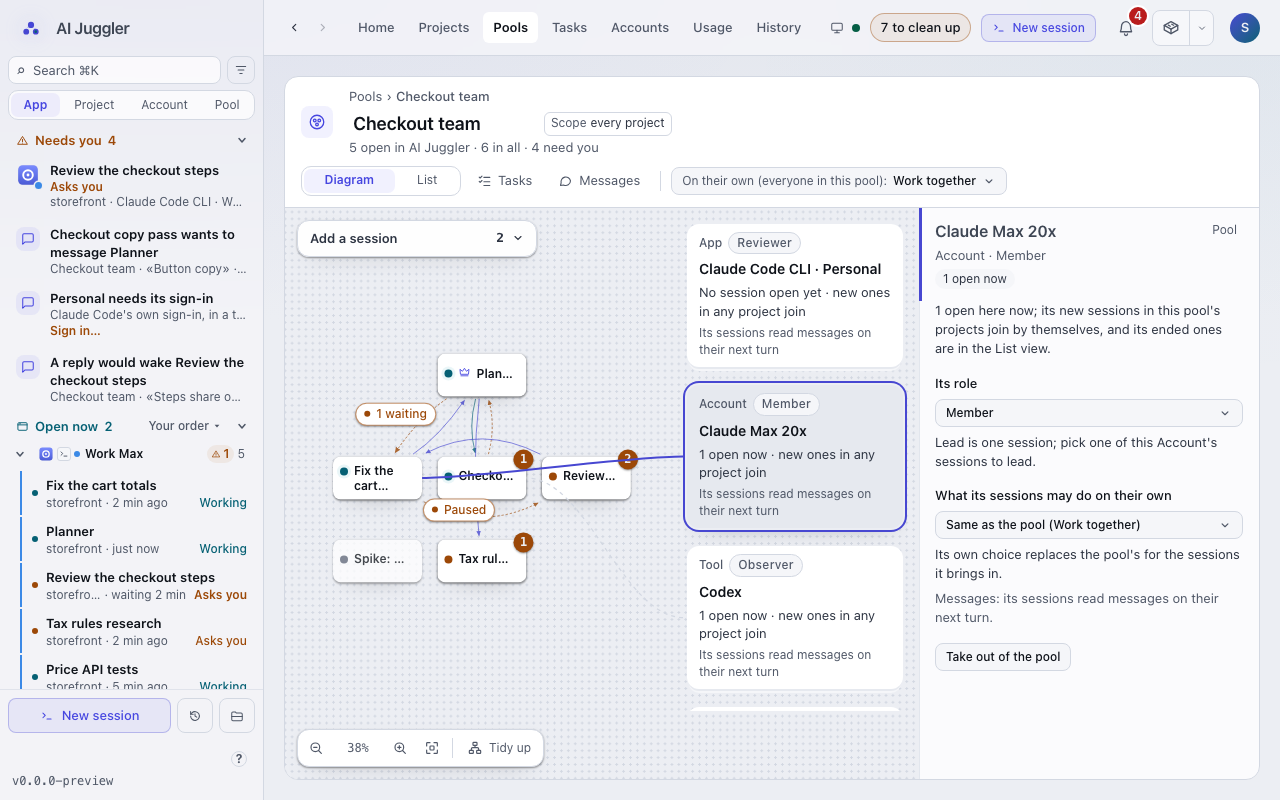 AI Juggler
Search ⌘K
App Project Account Pool
Needs you 4
Review the checkout steps
Asks you
storefront · Claude Code CLI · W...
Checkout copy pass wants to
message Planner
Checkout team · «Button copy» ·...
Personal needs its sign-in
Claude Code's own sign-in, in a t...
Sign in...
A reply would wake Review the
checkout steps
Checkout team · «Steps share o...
Open now 2 Your order
Work Max 1 5
Fix the cart totals
storefront · 2 min ago Working
Planner
storefront · just now Working
Review the checkout steps
storefro... · waiting 2 min Asks you
Tax rules research
storefront · 2 min ago Asks you
Price API tests
storefront · 5 min ago Working
New session
?
v0.0.0-preview
Home Projects Pools Tasks Accounts Usage History
7 to clean up
New session
4
S
Pools › Checkout team
Checkout team
Scope every project
5 open in AI Juggler · 6 in all · 4 need you
Diagram List Tasks Messages
On their own (everyone in this pool): Work together
Add a session 2
Plan...
1 waiting
Fix the
cart...
1
Checko...
2
Review...
Paused
Spike: ...
1
Tax rul...
38%
Tidy up
App Reviewer
Claude Code CLI · Personal
No session open yet · new ones
in any project join
Its sessions read messages on
their next turn
Account Member
Claude Max 20x
1 open now · new ones in any
project join
Its sessions read messages on
their next turn
Tool Observer
Codex
1 open now · new ones in any
project join
Its sessions read messages on
their next turn
Claude Max 20x Pool
Account · Member
1 open now
1 open here now; its new sessions in this pool's
projects join by themselves, and its ended ones
are in the List view.
Its role
Member
Lead is one session; pick one of this Account's
sessions to lead.
What its sessions may do on their own
Same as the pool (Work together)
Its own choice replaces the pool's for the sessions
it brings in.
Messages: its sessions read messages on their
next turn.
Take out of the pool